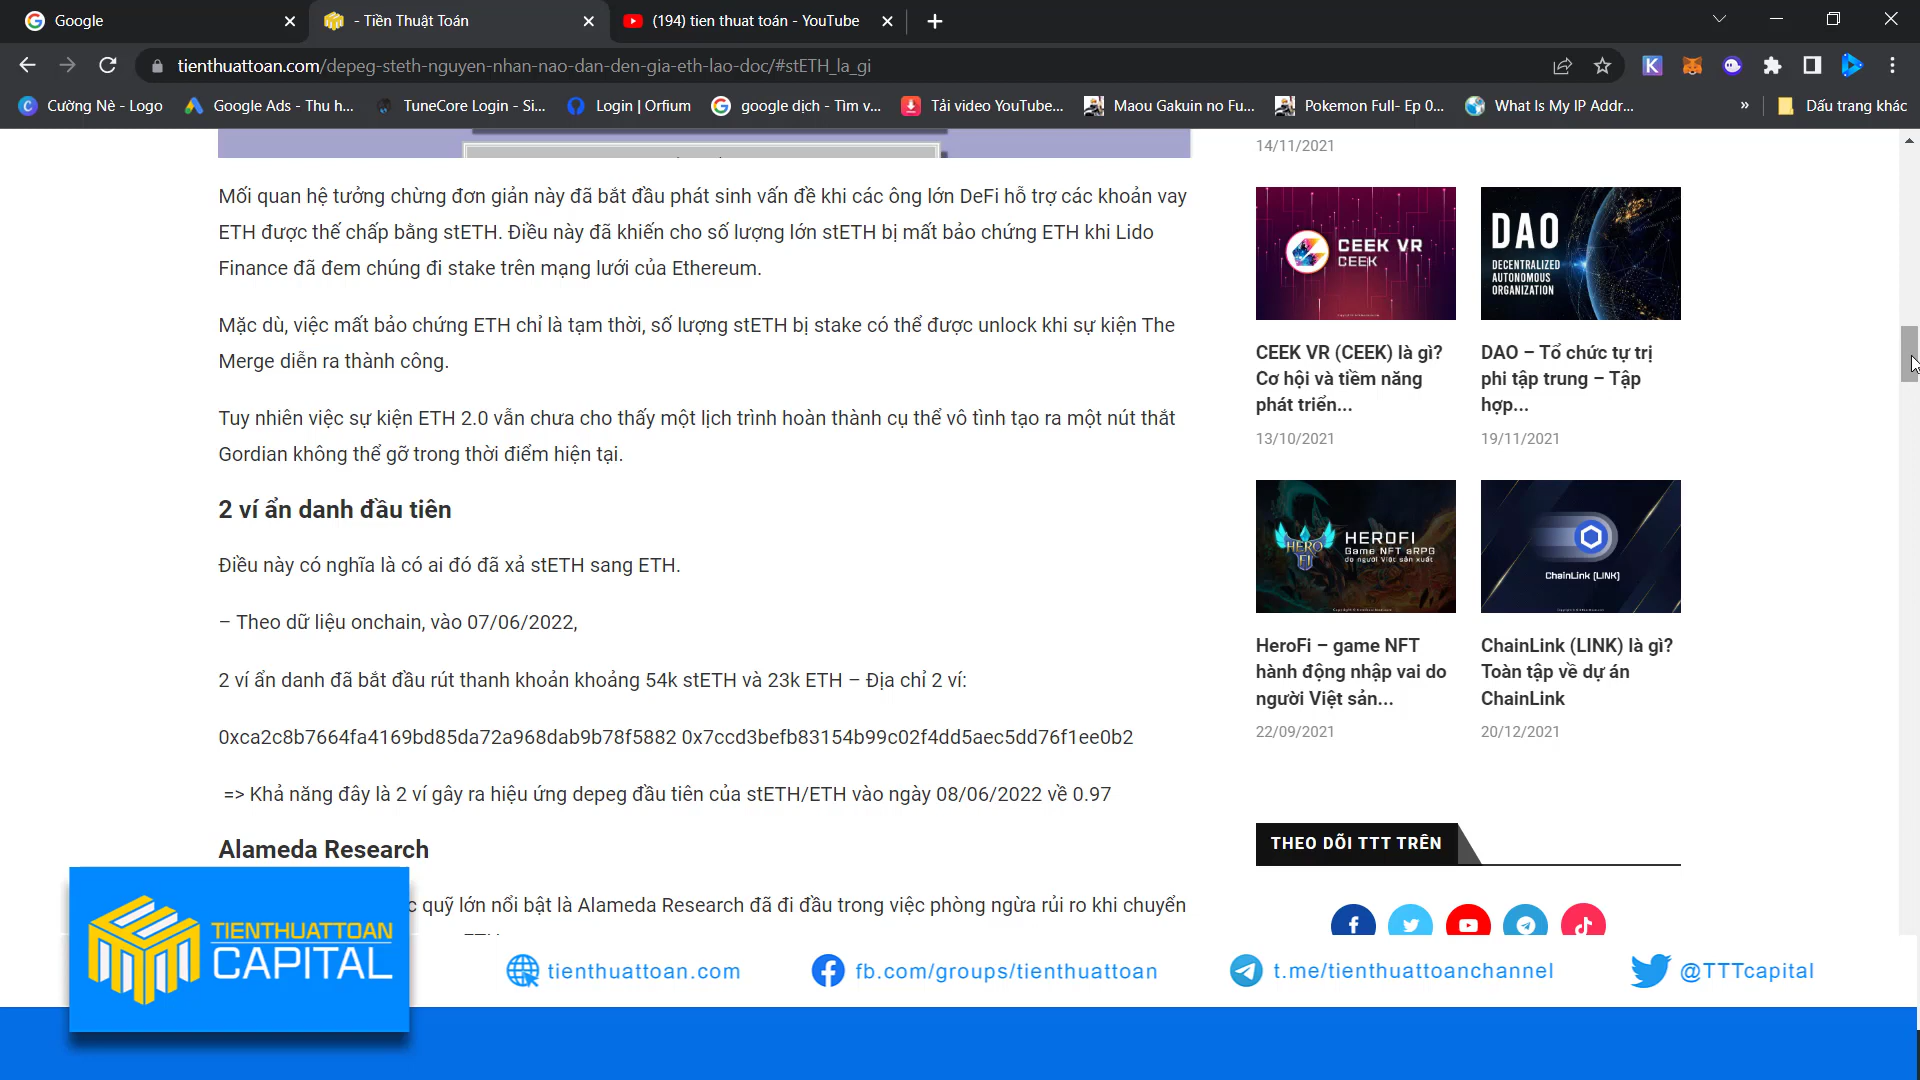 Google
- Tiền Thuật Toán
(194) tien thuat toán - YouTube
tienthuattoan.com/depeg-steth-nguyen-nhan-nao-dan-den-gia-eth-lao-doc/#stETH_la_gi
Cường Nè - Logo
Google Ads - Thu h...
TuneCore Login - Si...
Login | Orfium
google dịch - Tìm v...
Tải video YouTube...
Maou Gakuin no Fu...
Pokemon Full- Ep 0...
What Is My IP Addr...
»
Dấu trang khác
Mối quan hệ tưởng chừng đơn giản này đã bắt đầu phát sinh vấn đề khi các ông lớn DeFi hỗ trợ các khoản vay
ETH được thế chấp bằng stETH. Điều này đã khiến cho số lượng lớn stETH bị mất bảo chứng ETH khi Lido
Finance đã đem chúng đi stake trên mạng lưới của Ethereum.
Mặc dù, việc mất bảo chứng ETH chỉ là tạm thời, số lượng stETH bị stake có thể được unlock khi sự kiện The
Merge diễn ra thành công.
Tuy nhiên việc sự kiện ETH 2.0 vẫn chưa cho thấy một lịch trình hoàn thành cụ thể vô tình tạo ra một nút thắt
Gordian không thể gỡ trong thời điểm hiện tại.
2 ví ẩn danh đầu tiên
Điều này có nghĩa là có ai đó đã xả stETH sang ETH.
– Theo dữ liệu onchain, vào 07/06/2022,
2 ví ẩn danh đã bắt đầu rút thanh khoản khoảng 54k stETH và 23k ETH – Địa chỉ 2 ví:
0xca2c8b7664fa4169bd85da72a968dab9b78f5882 0x7ccd3befb83154b99c02f4dd5aec5dd76f1ee0b2
=> Khả năng đây là 2 ví gây ra hiệu ứng depeg đầu tiên của stETH/ETH vào ngày 08/06/2022 về 0.97
Alameda Research
c quỹ lớn nổi bật là Alameda Research đã đi đầu trong việc phòng ngừa rủi ro khi chuyển
14/11/2021
CEEK VR
CEEK
DAO
DECENTRALIZED
AUTONOMOUS
ORGANIZATION
CEEK VR (CEEK) là gì?
Cơ hội và tiềm năng
phát triển...
13/10/2021
DAO – Tổ chức tự trị
phi tập trung – Tập
hợp...
19/11/2021
HERO
FI
HEROFI
Game NFT aRPG
do người Việt sản xuất
ChainLink (LINK)
HeroFi – game NFT
hành động nhập vai do
người Việt sản...
22/09/2021
ChainLink (LINK) là gì?
Toàn tập về dự án
ChainLink
20/12/2021
THEO DÕI TTT TRÊN
TIENTHUATTOAN
CAPITAL
tienthuattoan.com
fb.com/groups/tienthuattoan
t.me/tienthuattoanchannel
@TTTcapital